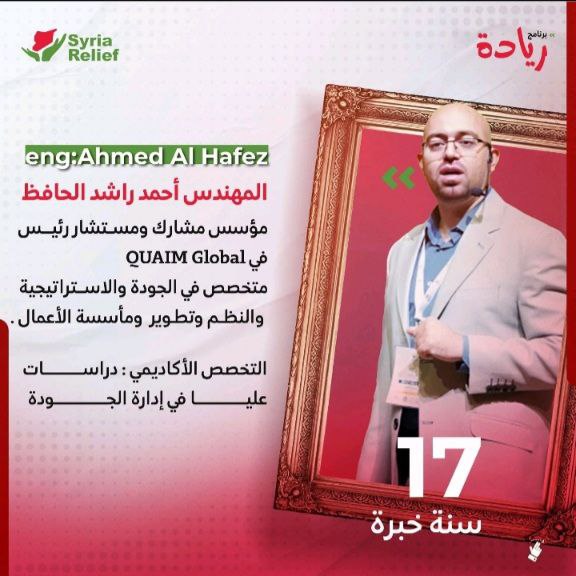 Syria
Relief
برنامج
ريادة
eng:Ahmed Al Hafez
المهندس أحمد راشد الحافظ
مؤسس مشارك ومستشار رئيس
في QUAIM Global
متخصص في الجودة والاستراتيجية
والنظم وتطوير ومأسسة الأعمال .
التخصص الأكاديمي : دراسات
عليا في إدارة الجودة
17
سنة خبرة